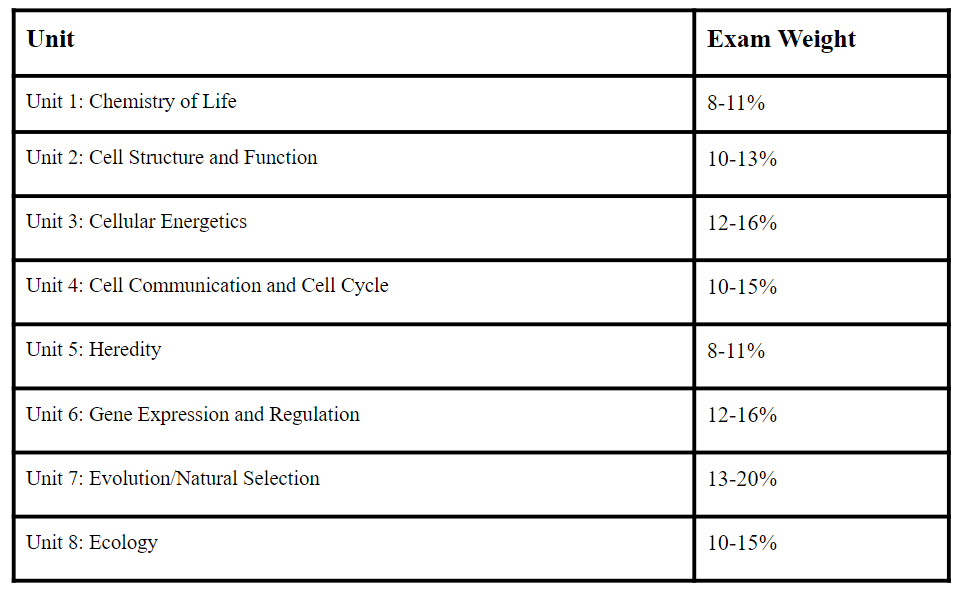 Unit Exam Weight
Unit 1: Chemistry of Life 8-11%
Unit 2: Cell Structure and Function 10-13%
Unit 3: Cellular Energetics 12-16%
Unit 4: Cell Communication and Cell Cycle 10-15%
Unit 5: Heredity 8-11%
Unit 6: Gene Expression and Regulation 12-16%
Unit 7: Evolution/Natural Selection 13-20%
Unit 8: Ecology 10-15%